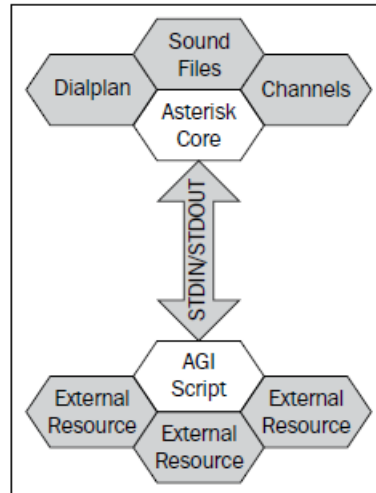 Sound
Files
Dialplan
Channels
Asterisk
Core
STDIN/STDOUT
AGI
Script
External
Resource
External
Resource
External
Resource